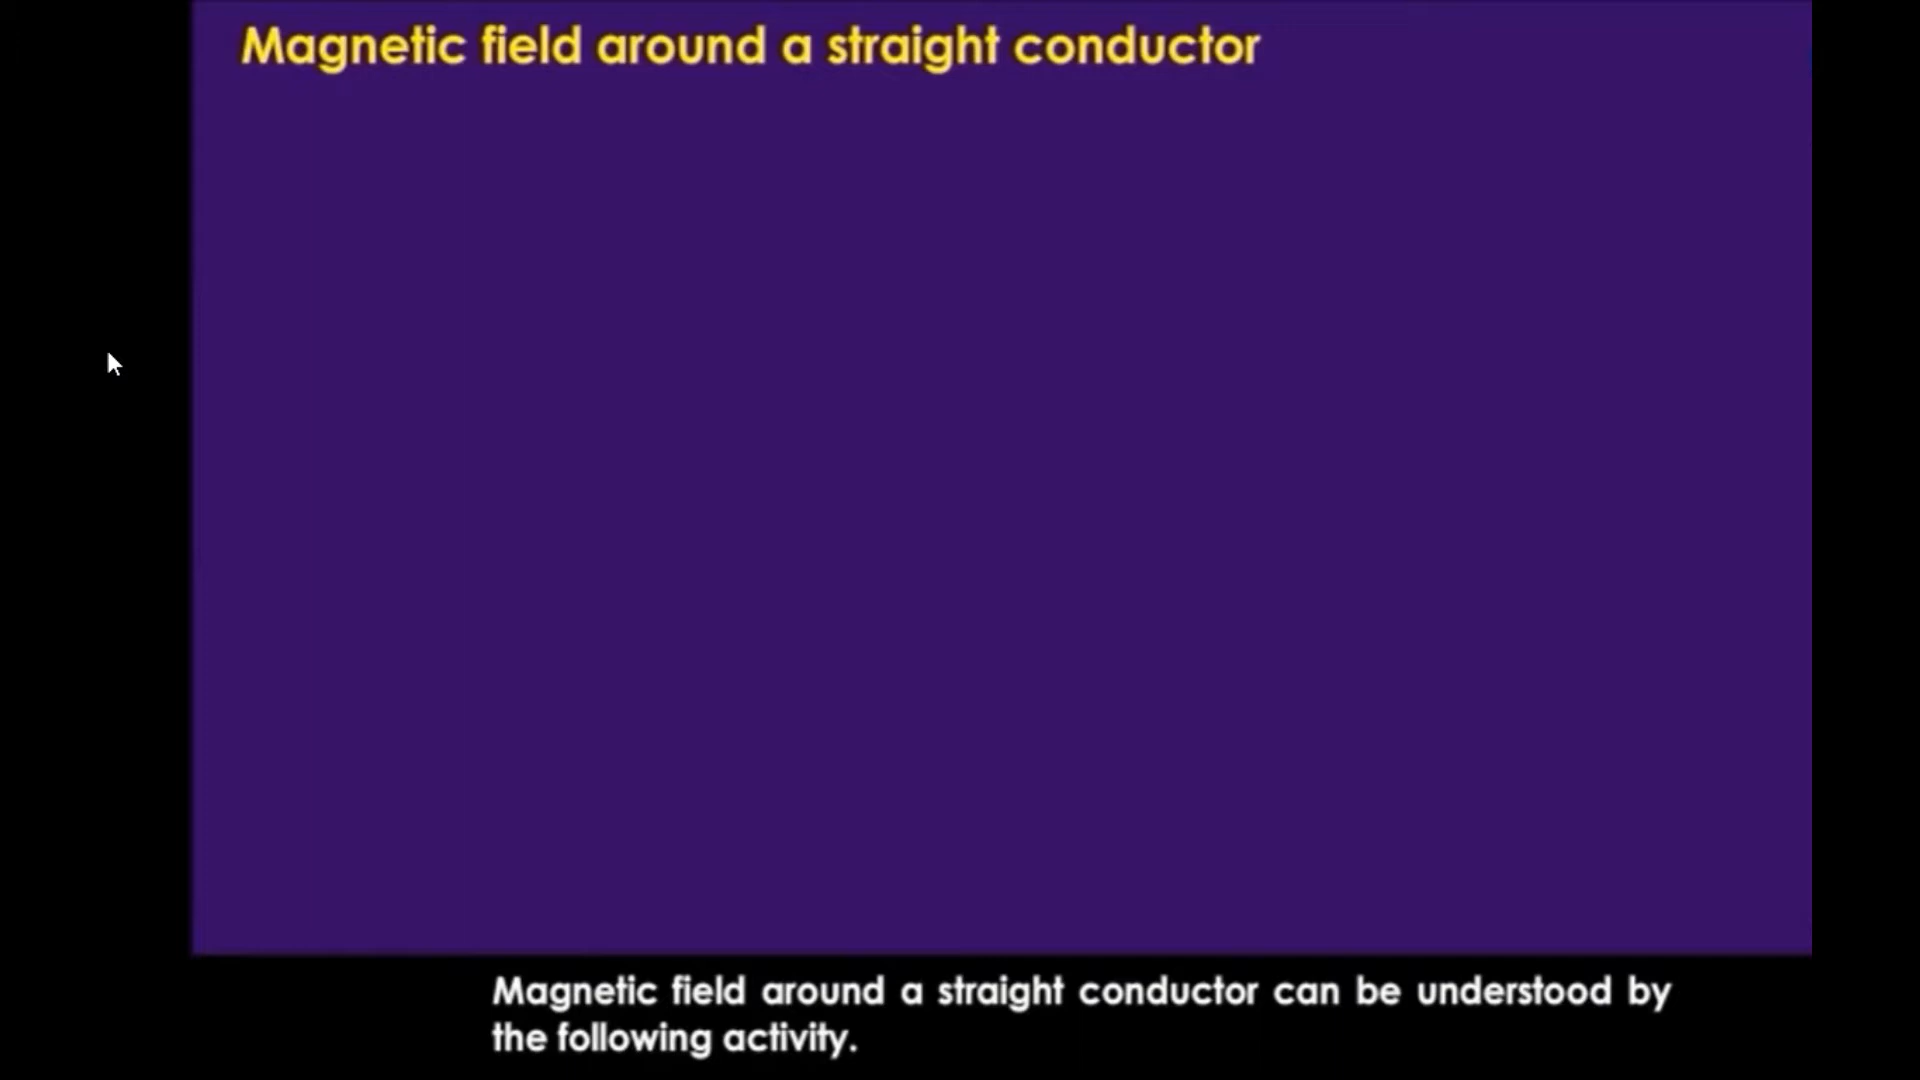 Magnetic field around a straight conductor
Magnetic field around a straight conductor can be understood by
the following activity.